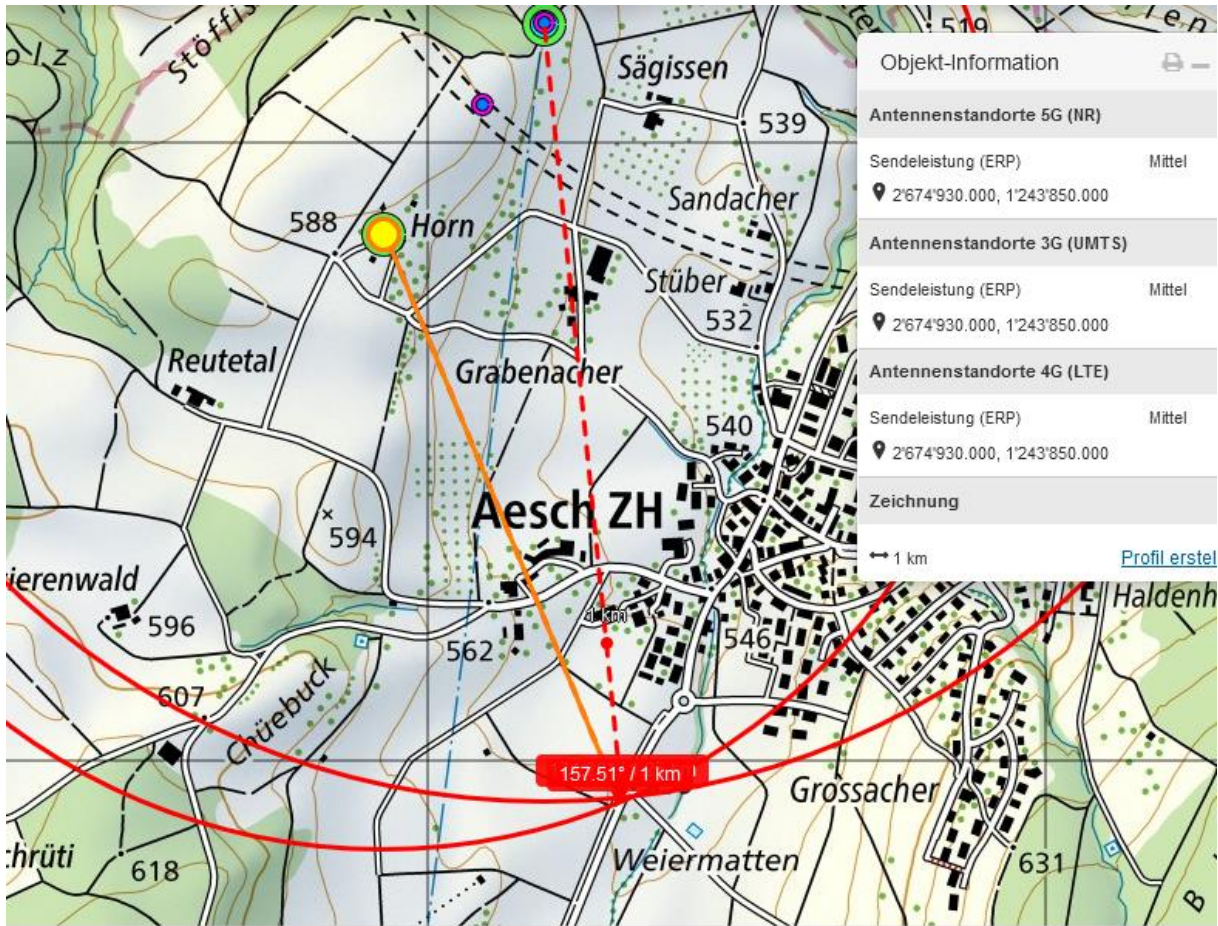 olz
Stöffis
519
rlen
Sägissen
539
Sandacher
588
Horn
Stüber
532
Reutetal
Grabenacher
540
Aesch ZH
594
ierenwald
596
1 km
562
546
Haldenh
607
Chüebuck
157.51° / 1 km
Grossacher
hrüti
618
Weiermatten
631
B
Objekt-Information
Antennenstandorte 5G (NR)
Sendeleistung (ERP) Mittel
2'674'930.000, 1'243'850.000
Antennenstandorte 3G (UMTS)
Sendeleistung (ERP) Mittel
2'674'930.000, 1'243'850.000
Antennenstandorte 4G (LTE)
Sendeleistung (ERP) Mittel
2'674'930.000, 1'243'850.000
Zeichnung
1 km Profil erstel